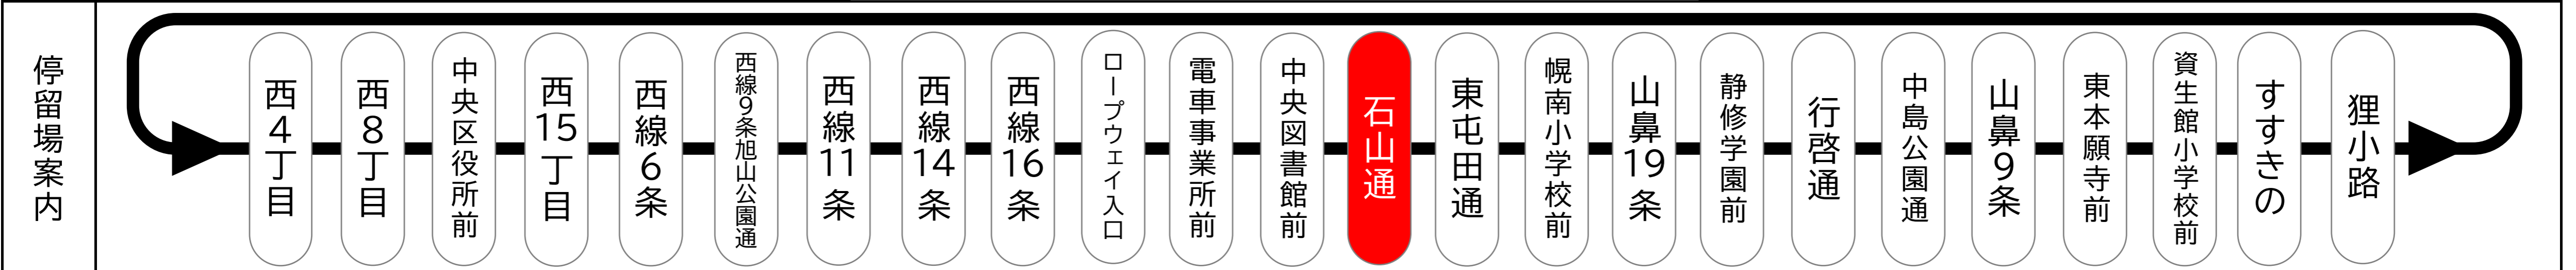 停留場案内
西4丁目
西8丁目
中央区役所前
西15丁目
西線6条
西線9条旭山公園通
西線11条
西線14条
西線16条
ロープウェイ入口
電車事業所前
中央図書館前
石山通
東屯田通
幌南小学校前
山鼻19条
静修学園前
行啓通
中島公園通
山鼻9条
東本願寺前
資生館小学校前
すすきの
狸小路